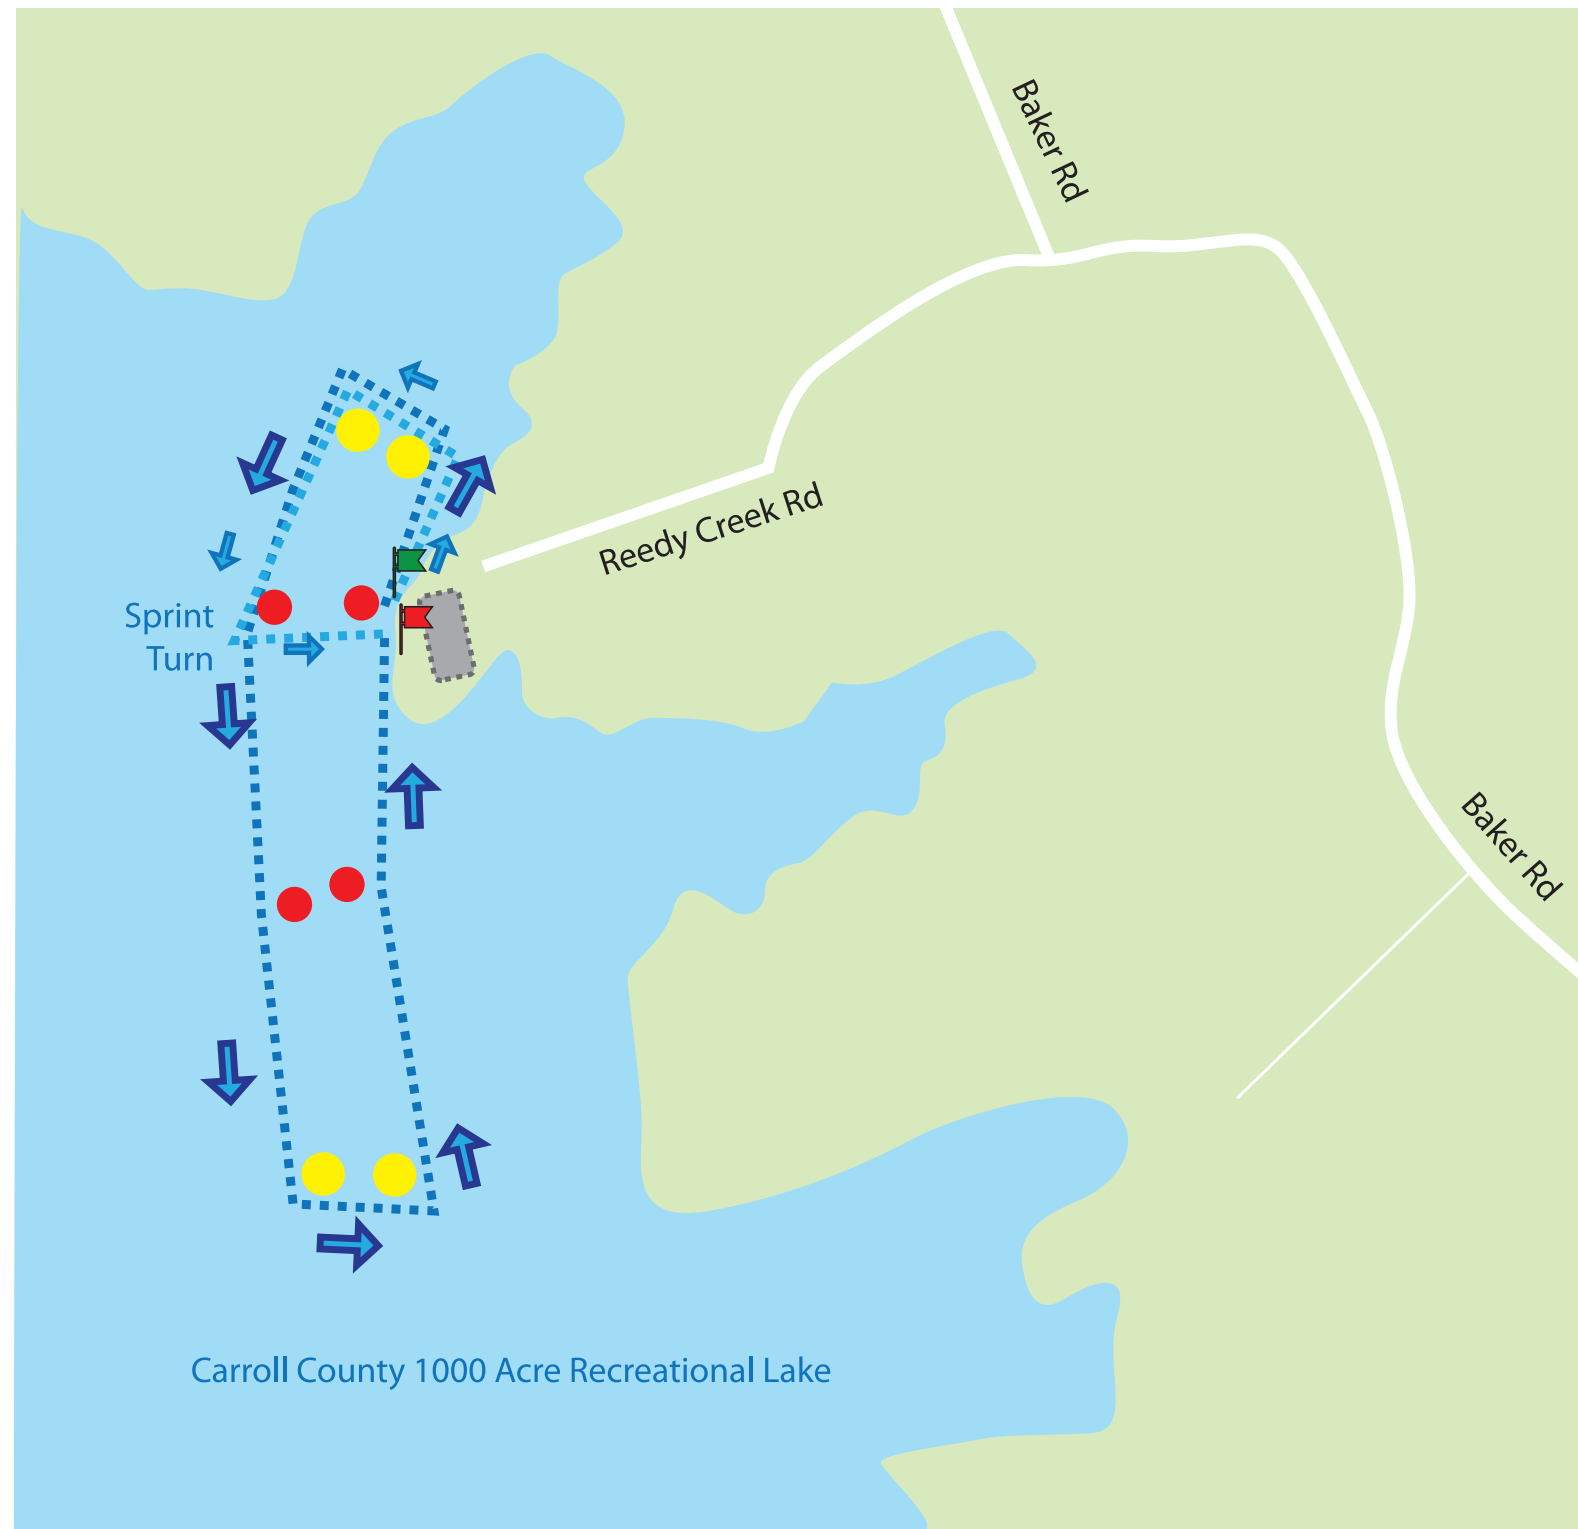 Baker Rd
Reedy Creek Rd
Sprint
Turn
Baker Rd
Carroll County 1000 Acre Recreational Lake